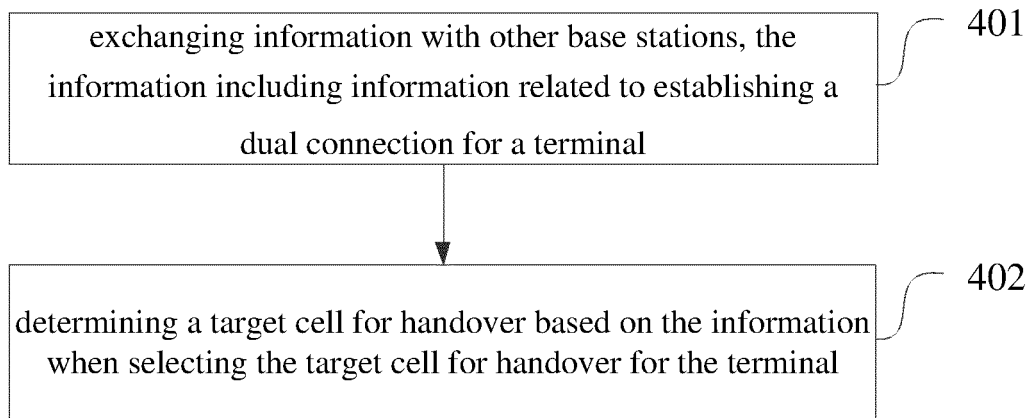 exchanging information with other base stations, the
information including information related to establishing a
dual connection for a terminal
401
determining a target cell for handover based on the information
when selecting the target cell for handover for the terminal
402